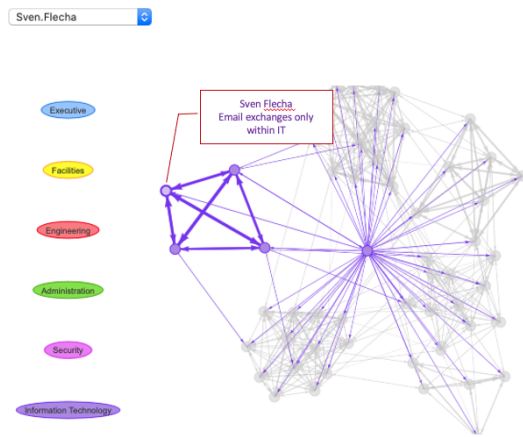 Sven.Flecha
Sven Flecha
Email exchanges only
within IT
Executive
Facilities
Engineering
Administration
Security
Information Technology